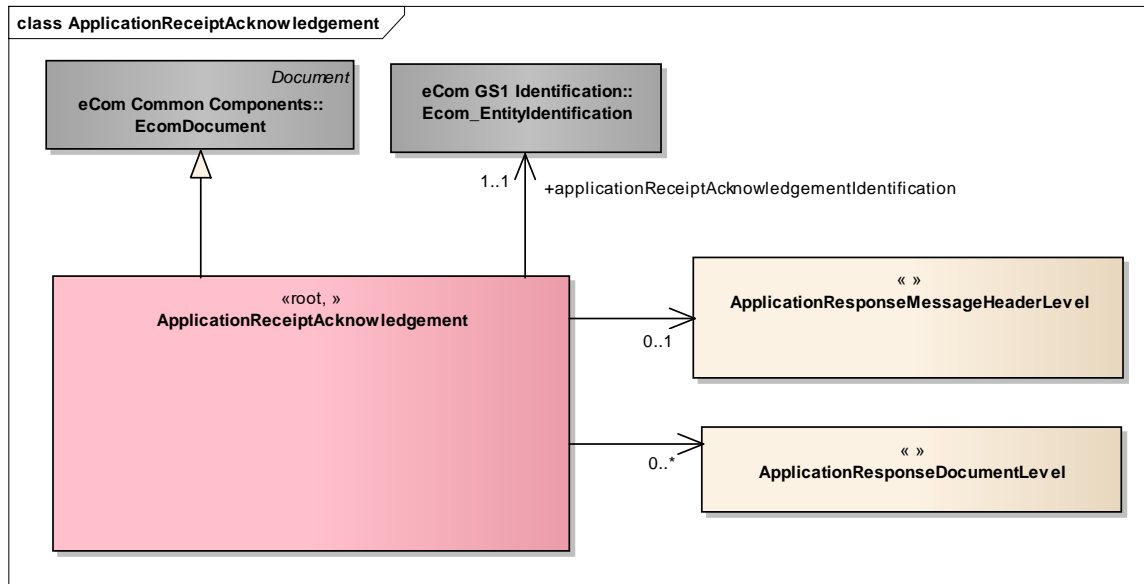 class ApplicationReceiptAcknowledgement
Document
eCom Common Components::
EcomDocument
eCom GS1 Identification::
Ecom_EntityIdentification
1..1
+applicationReceiptAcknowledgementIdentification
«root, »
ApplicationReceiptAcknowledgement
« »
ApplicationResponseMessageHeaderLevel
0..1
« »
ApplicationResponseDocumentLevel
0..*